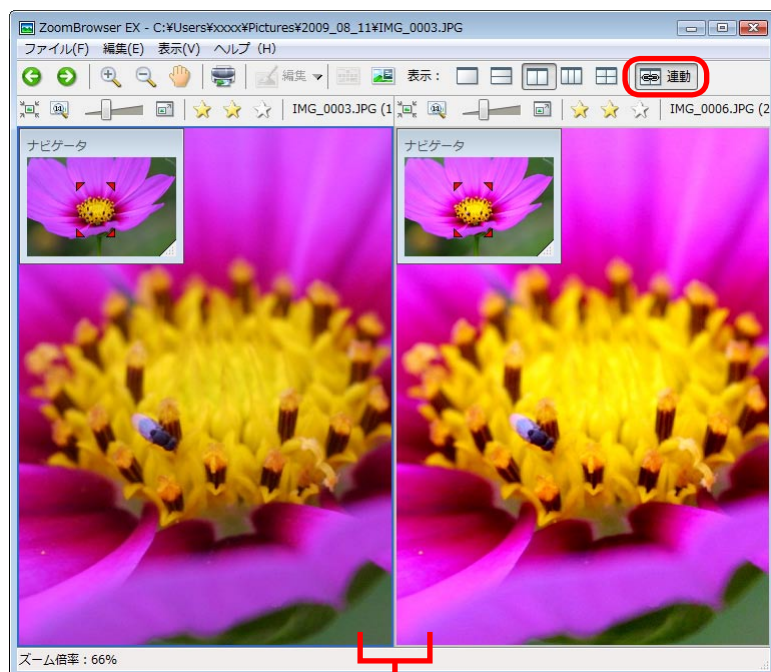 ZoomBrowser EX - C:¥Users¥xxxx¥Pictures¥2009_08_11¥IMG_0003.JPG
ファイル(F) 編集(E) 表示(V) ヘルプ (H)
編集 表示 : 連動
IMG_0003.JPG (1 IMG_0006.JPG (2
ナビゲータ ナビゲータ
ズーム倍率 : 66%